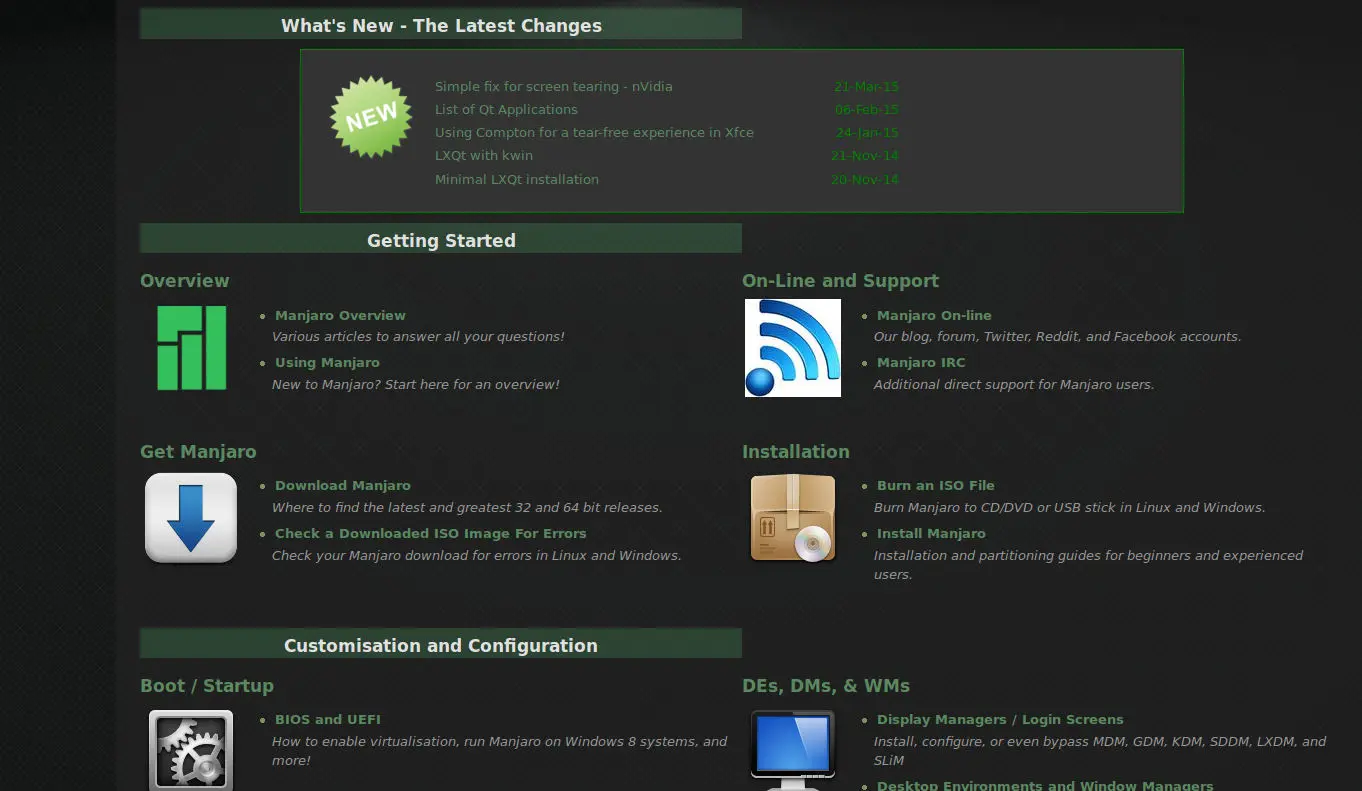 What's New - The Latest Changes
NEW
Simple fix for screen tearing - nVidia 21-Mar-15
List of Qt Applications 06-Feb-15
Using Compton for a tear-free experience in Xfce 24-Jan-15
LXQt with kwin 21-Nov-14
Minimal LXQt installation 20-Nov-14
Getting Started
Overview
Manjaro Overview
Various articles to answer all your questions!
Using Manjaro
New to Manjaro? Start here for an overview!
On-Line and Support
Manjaro On-line
Our blog, forum, Twitter, Reddit, and Facebook accounts.
Manjaro IRC
Additional direct support for Manjaro users.
Get Manjaro
Download Manjaro
Where to find the latest and greatest 32 and 64 bit releases.
Check a Downloaded ISO Image For Errors
Check your Manjaro download for errors in Linux and Windows.
Installation
Burn an ISO File
Burn Manjaro to CD/DVD or USB stick in Linux and Windows.
Install Manjaro
Installation and partitioning guides for beginners and experienced
users.
Customisation and Configuration
Boot / Startup
BIOS and UEFI
How to enable virtualisation, run Manjaro on Windows 8 systems, and
more!
DEs, DMs, & WMs
Display Managers / Login Screens
Install, configure, or even bypass MDM, GDM, KDM, SDDM, LXDM, and
SLiM
Desktop Environments and Window Managers